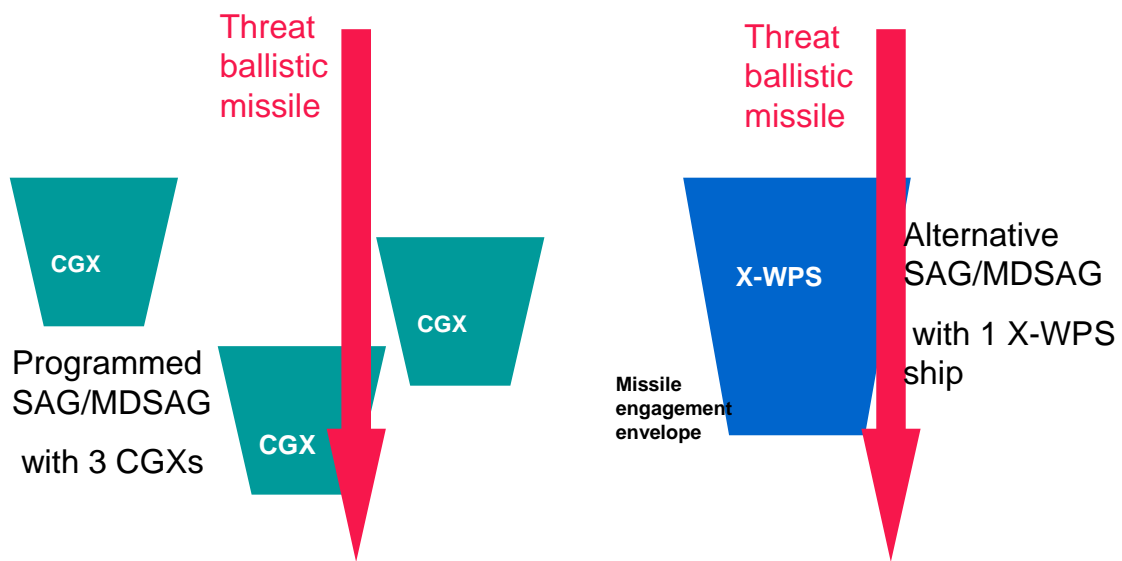 Threat
ballistic
missile
CGX
CGX
CGX
Programmed
SAG/MDSAG
with 3 CGXs
Threat
ballistic
missile
X-WPS
Alternative
SAG/MDSAG
with 1 X-WPS
ship
Missile
engagement
envelope